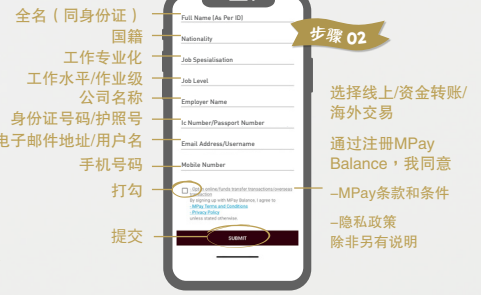 全名（同身份证）
国籍
工作专业化
工作水平/作业级
公司名称
身份证号码/护照号
电子邮件地址/用户名
手机号码
打勾
提交
Full Name (As Per ID)
Nationality
Job Spesialisation
Job Level
Employer Name
Ic Number/Passport Number
Email Address/Username
Mobile Number
online funds transfer transactions/overseas
transaction
By signing up with MPay Balance, I agree to
-MPay Terms and Conditions
-Privacy Policy
unless stated otherwise
SUBMIT
步骤 02
选择线上/资金转账/
海外交易
通过注册MPay
Balance，我同意
–MPay条款和条件
–隐私政策
除非另有说明